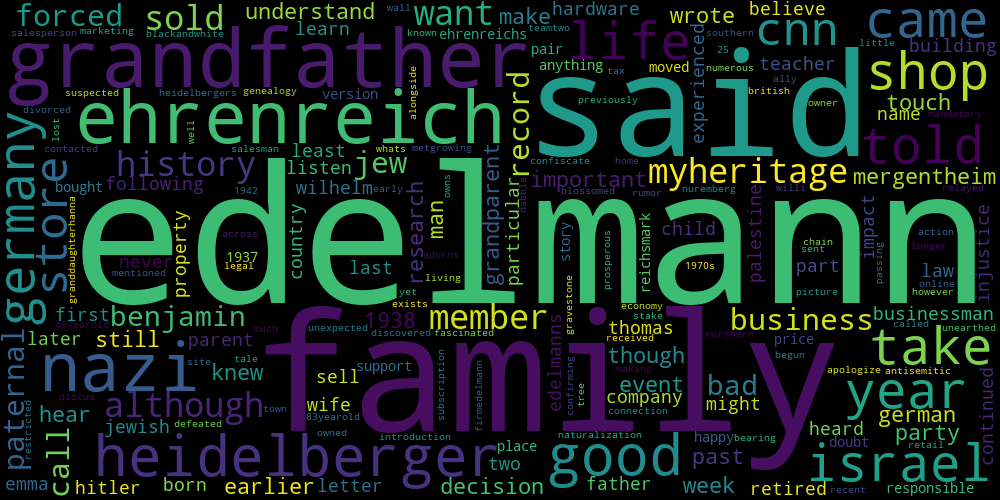 forced
sold
understand
want
make
hardware
wrote
believe
came
salesperson
marketing
blackandwhite
learn
known
ehrenreichs
wall
teamtwo
southern
cnn
little
building
grandfather
said
life
pair
anything
tax
moved
25
numerous
teacher
ally
british
shop
suspected
heidelbergers
genealogy
version
alongside
record
previously
experienced
owner
name
touch
mandatory
divorced
lost
ehrenreich
well
contacted
salesman
whats
metgrowing
confiscate
home
told
germany
store
history
least
listen
jew
grandparent
important
myheritage
mergentheim
bought
following
1942
wilhelm
early
owns
dabble
blossomed
rumor
nuremberg
willi
relayed
granddaughterhanna
never
property
across
country
research
man
particular
story
reichsmark
child
palestine
chain
sent
impact
action
law
longer
injustice
mentioned
1937
legal
last
adorns
living
prosperous
1970s
part
picture
passing
online
however
edelmann
yet
exists
gravestone
economy
stake
first
benjamin
1938
member
business
businessman
called
unearthed
49yearold
much
unexpected
discovered
fascinated
received
thomas
northern
price
begun
paternal
later
still
parent
knew
site
tale
support
subscription
firmedelmann
edelmanns
though
making
take
nazi
discus
sell
confirming
tree
event
company
bad
might
apologize
antisemitic
although
family
year
restricted
hear
jewish
town
defeated
wife
83yearold
owned
introduction
connection
german
party
continued
call
heidelberger
place
naturalization
good
happy
bearing
past
heard
doubt
retail
israel
emma
hitler
born
earlier
letter
decision
two
father
week
retired
recent
responsible